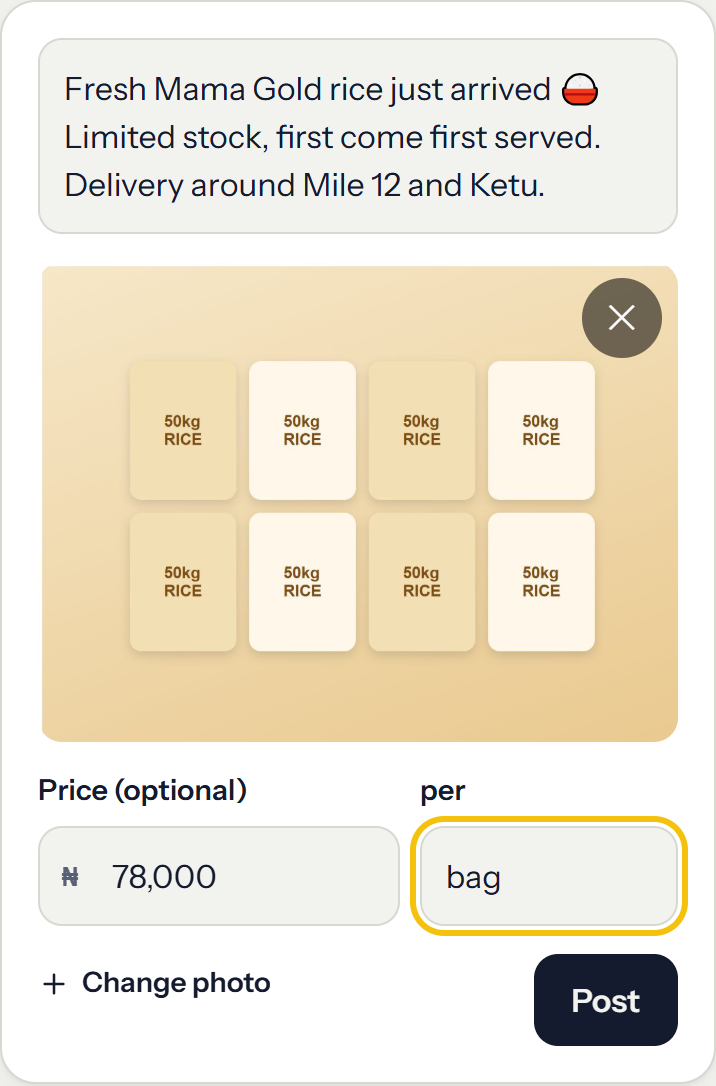 Fresh Mama Gold rice just arrived 🍚
Limited stock, first come first served.
Delivery around Mile 12 and Ketu.
50kg RICE 50kg RICE 50kg RICE 50kg RICE
50kg RICE 50kg RICE 50kg RICE 50kg RICE
Price (optional)
per
₦ 78,000
bag
+ Change photo
Post